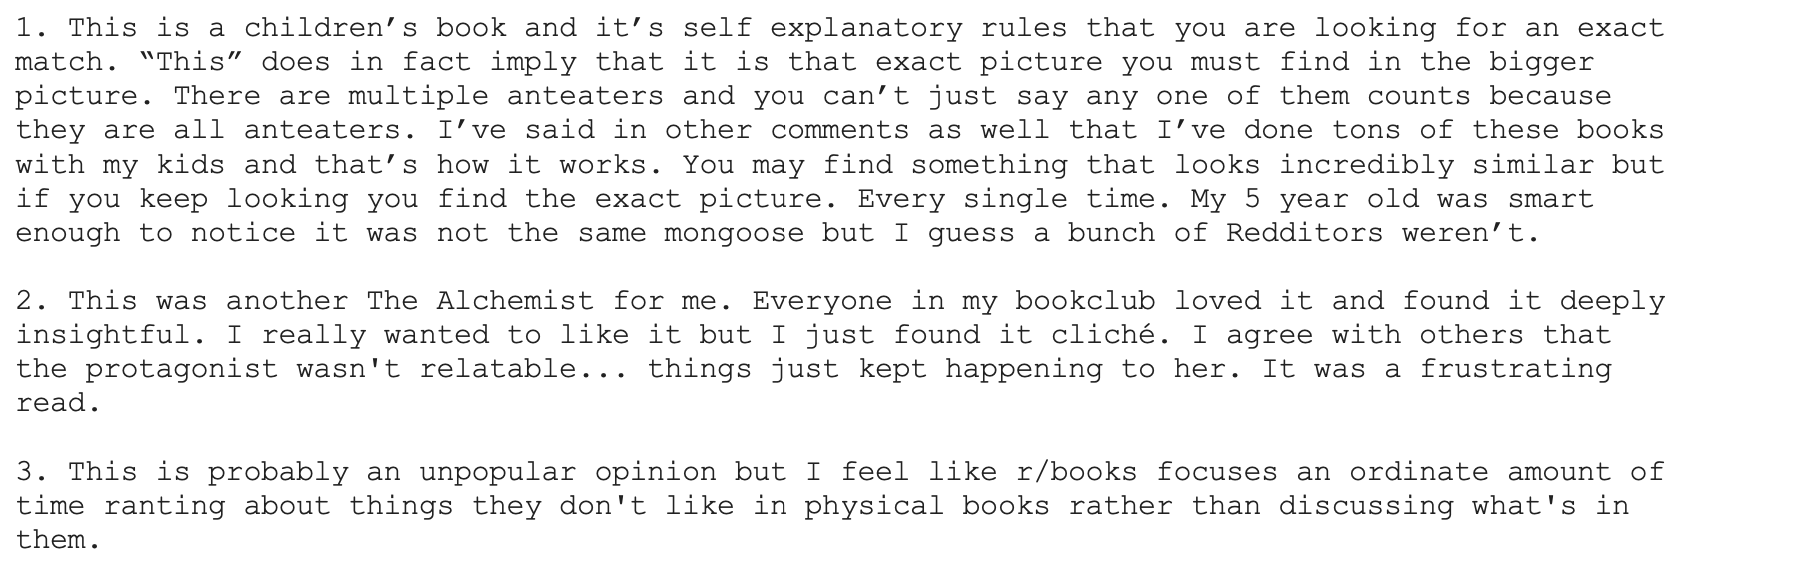 1. This is a children’s book and it’s self explanatory rules that you are looking for an exact
match. “This” does in fact imply that it is that exact picture you must find in the bigger
picture. There are multiple anteaters and you can’t just say any one of them counts because
they are all anteaters. I’ve said in other comments as well that I’ve done tons of these books
with my kids and that’s how it works. You may find something that looks incredibly similar but
if you keep looking you find the exact picture. Every single time. My 5 year old was smart
enough to notice it was not the same mongoose but I guess a bunch of Redditors weren’t.
2. This was another The Alchemist for me. Everyone in my bookclub loved it and found it deeply
insightful. I really wanted to like it but I just found it cliché. I agree with others that
the protagonist wasn't relatable... things just kept happening to her. It was a frustrating
read.
3. This is probably an unpopular opinion but I feel like r/books focuses an ordinate amount of
time ranting about things they don't like in physical books rather than discussing what's in
them.